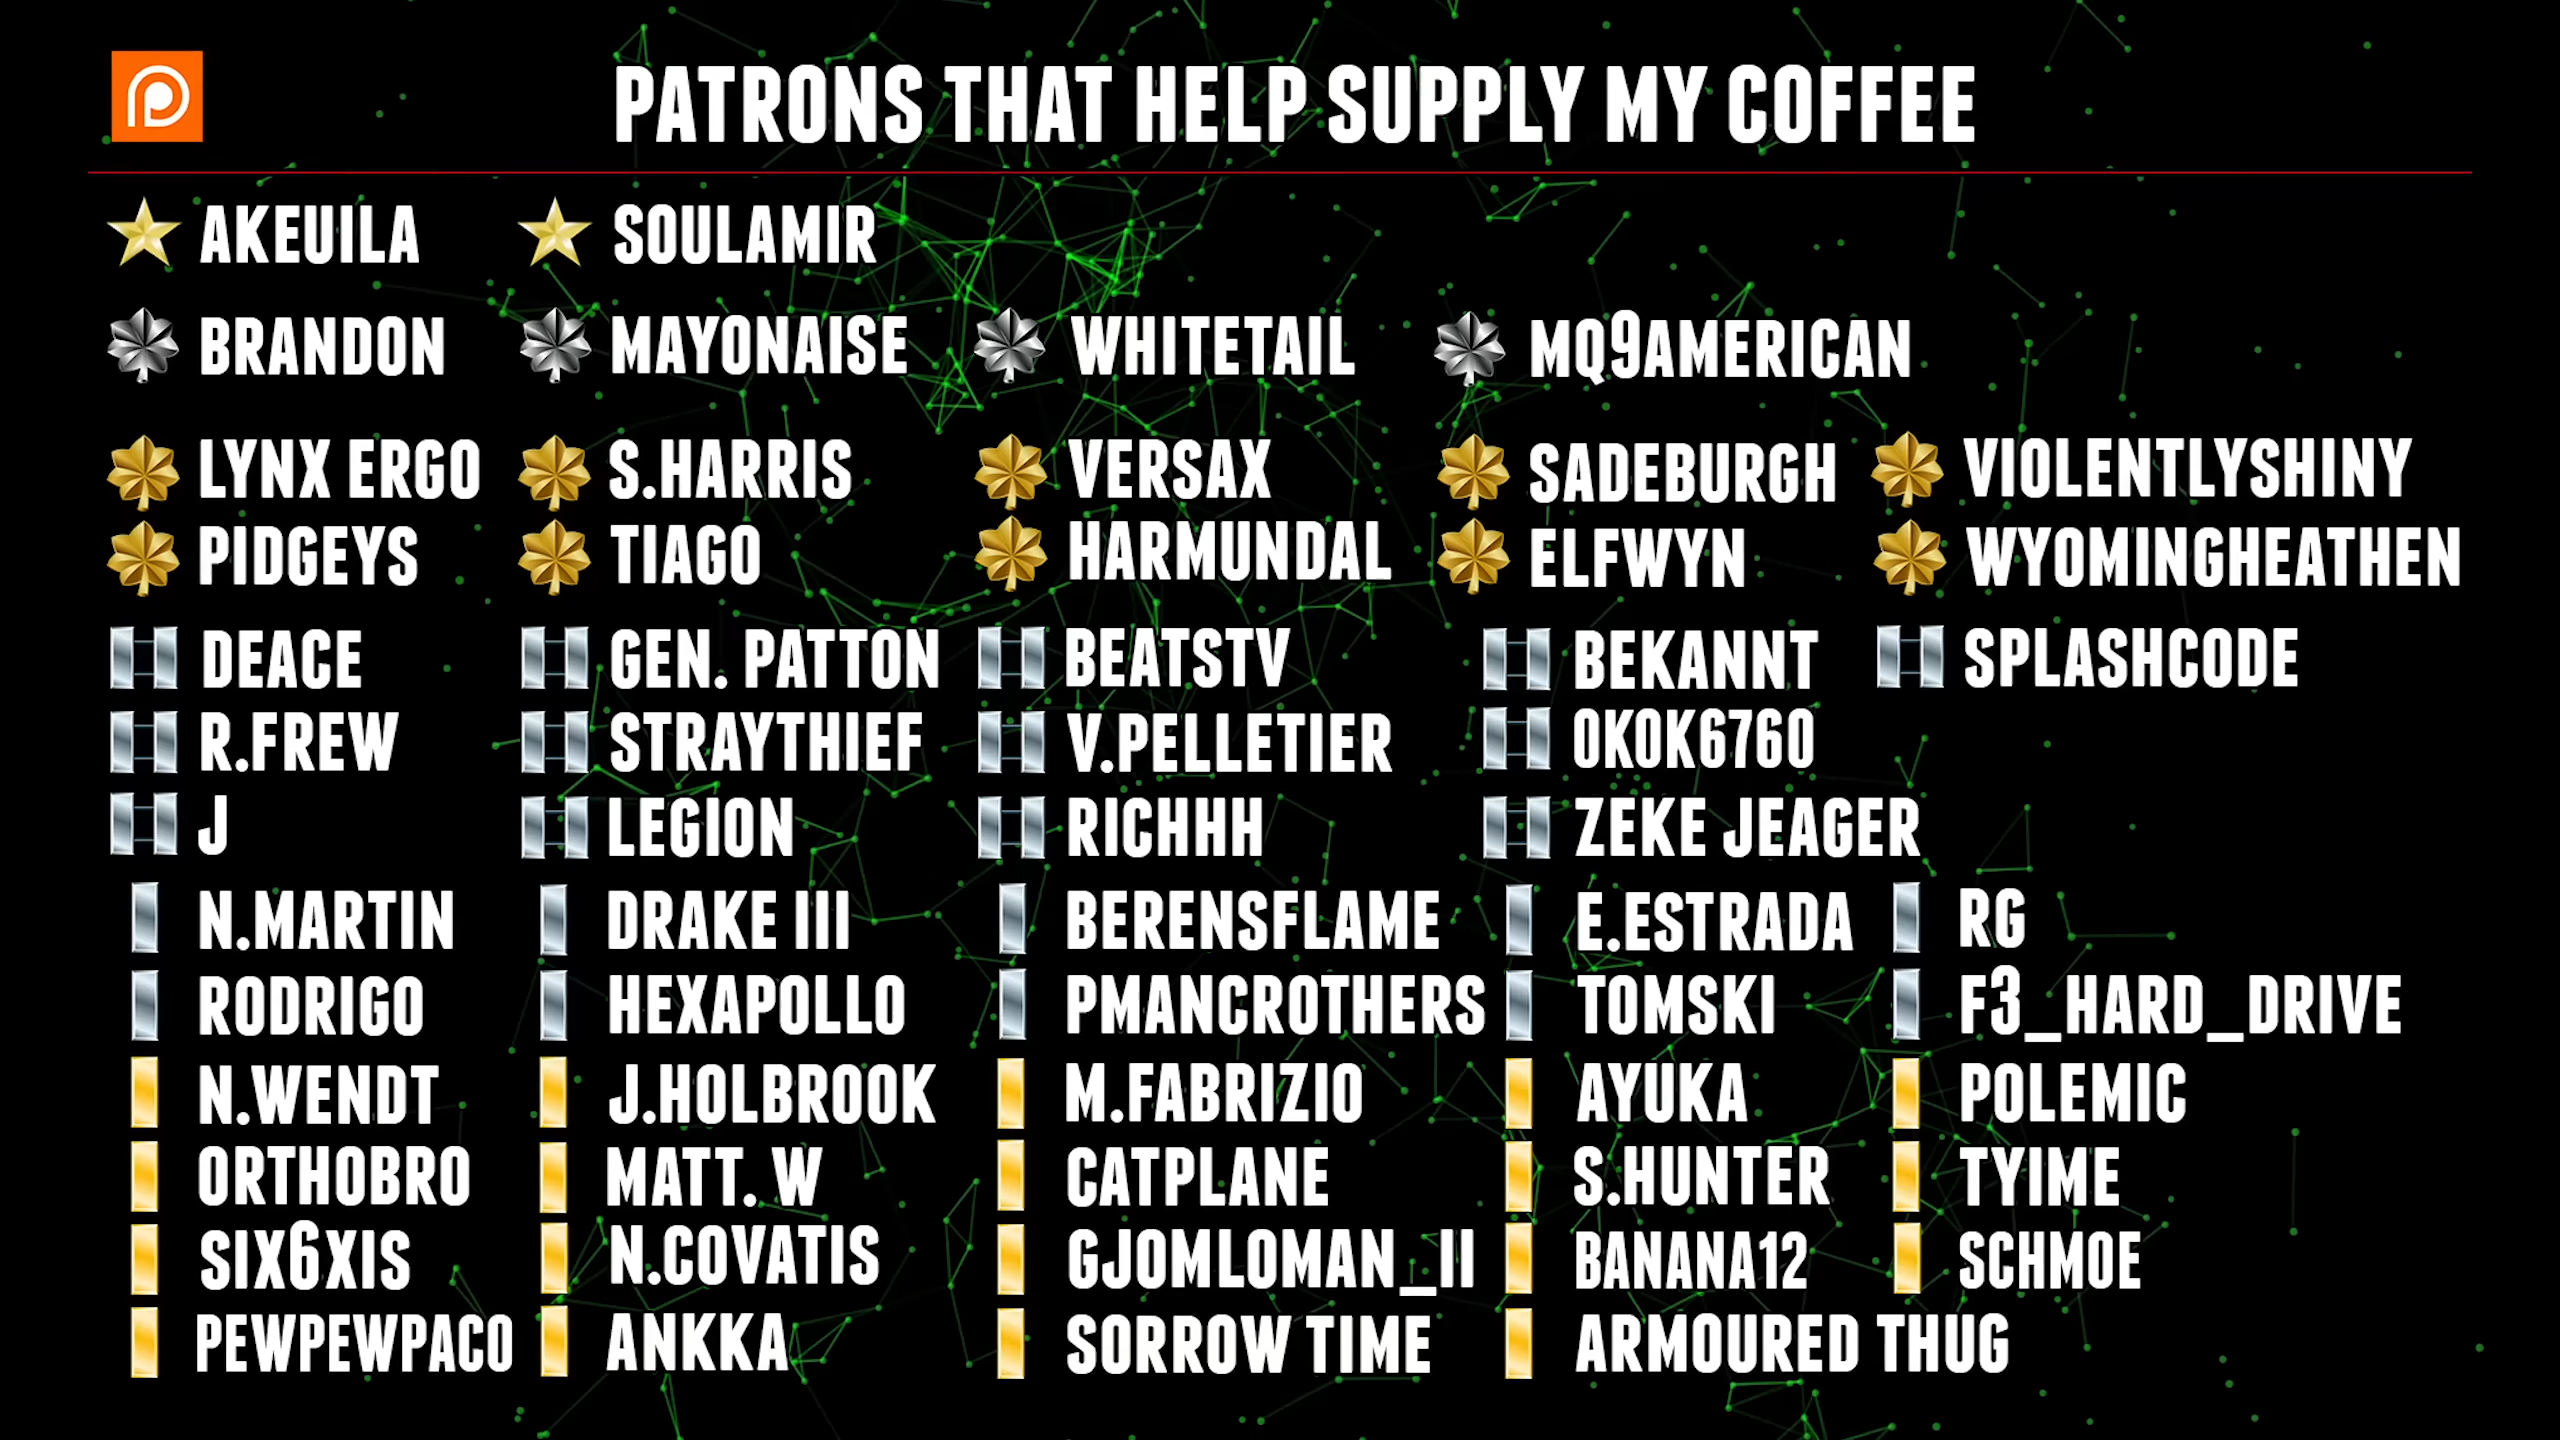 PATRONS THAT HELP SUPPLY MY COFFEE
AKEUILA SOULAMIR
BRANDON MAYONAISE WHITETAIL MQ9AMERICAN
LYNX ERGO S.HARRIS VERSAX SADEBURGH VIOLENTLYSHINY
PIDGEYS TIAGO HARMUNDAL ELFWYN WYOMINGHEATHEN
DEACE GEN. PATTON BEATSTV BEKANNT SPLASHCODE
R.FREW STRAYTHIEF V.PELLETIER OKOK6760
J LEGION RICHHH ZEKE JEAGER
N.MARTIN DRAKE III BERENSFLAME E.ESTRADA RG
RODRIGO HEXAPOLLO PMANCROTHERS TOMSKI F3_HARD_DRIVE
N.WENDT J.HOLBROOK M.FABRIZIO AYUKA POLEMIC
ORTHOBRO MATT. W CATPLANE S.HUNTER TYIME
SIX6XIS N.COVATIS GJOMLOMAN_II BANANA12 SCHMOE
PEWPEWPACO ANKKA SORROW TIME ARMOURED THUG